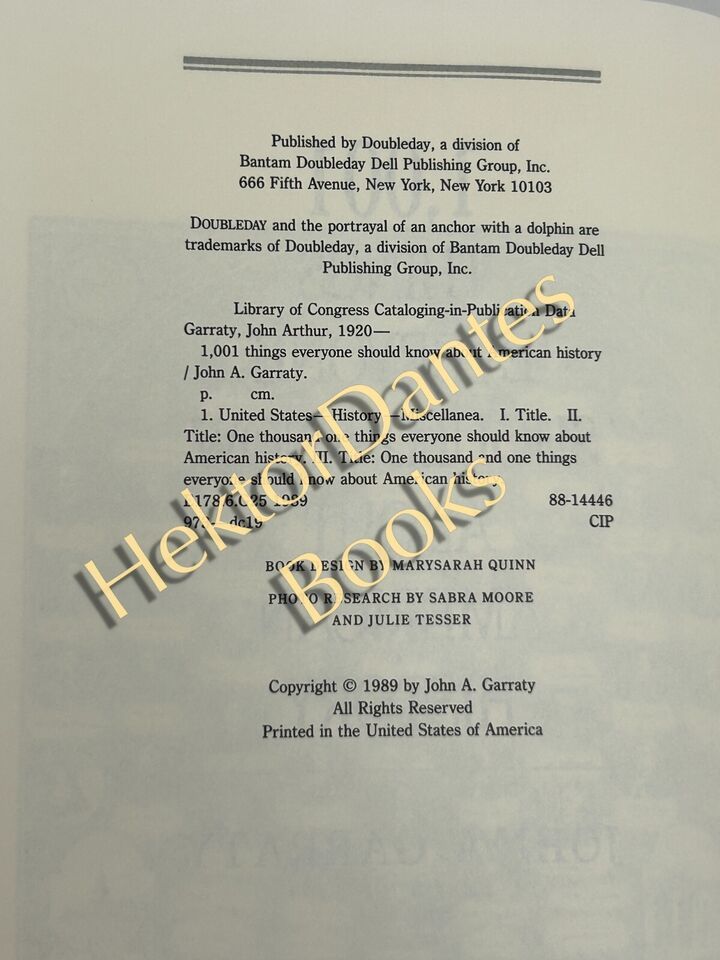 Published by Doubleday, a division of
Bantam Doubleday Dell Publishing Group, Inc.
666 Fifth Avenue, New York, New York 10103
DOUBLEDAY and the portrayal of an anchor with a dolphin are
trademarks of Doubleday, a division of Bantam Doubleday Dell
Publishing Group, Inc.
Library of Congress Cataloging-in-Publication Data
Garraty, John Arthur, 1920—
1,001 things everyone should know about American history
/ John A. Garraty.
p. cm.
1. United States—History—Miscellanea. I. Title. II.
Title: One thousand one things everyone should know about
American history. III. Title: One thousand and one things
everyone should know about American history.
1989 88-14446
dc19 CIP
BOOK DESIGN BY MARYSARAH QUINN
PHOTO RESEARCH BY SABRA MOORE
AND JULIE TESSER
Copyright © 1989 by John A. Garraty
All Rights Reserved
Printed in the United States of America
HektorDantes
Books